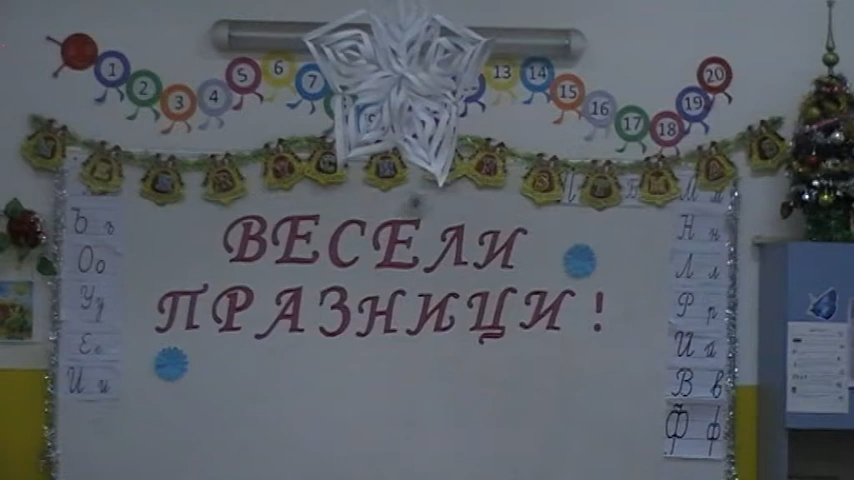 1 2 3 4 5 6 7 13 14 15 16 17 18 19 20
ВЕСЕЛИ
ПРАЗНИЦИ!
Ъ ъ
О о
У у
Е е
И и
М м
Н н
Л л
Р р
И и
В в
Ф ф